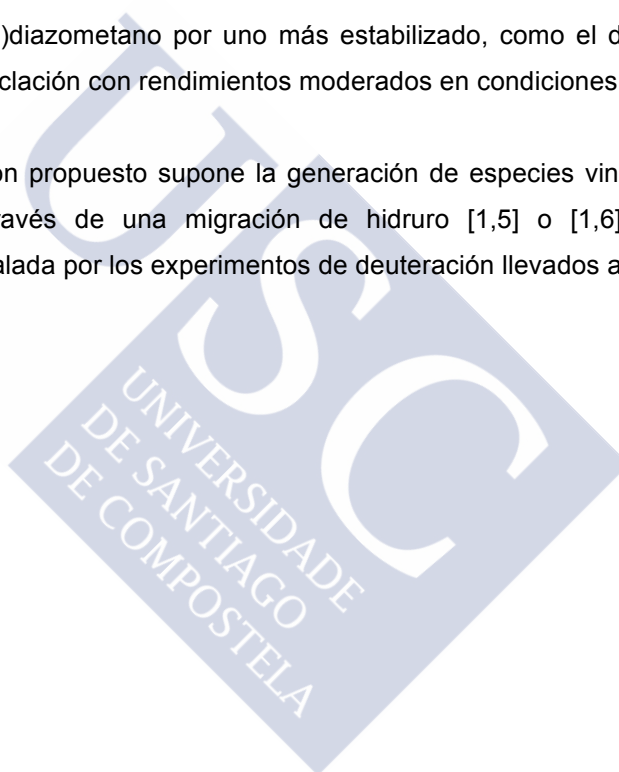 )diazometano por uno más estabilizado, como el d
clación con rendimientos moderados en condiciones
ón propuesto supone la generación de especies vin
ravés de una migración de hidruro [1,5] o [1,6]
alada por los experimentos de deuteración llevados a
USC
UNIVERSIDADE
DE SANTIAGO
DE COMPOSTELA